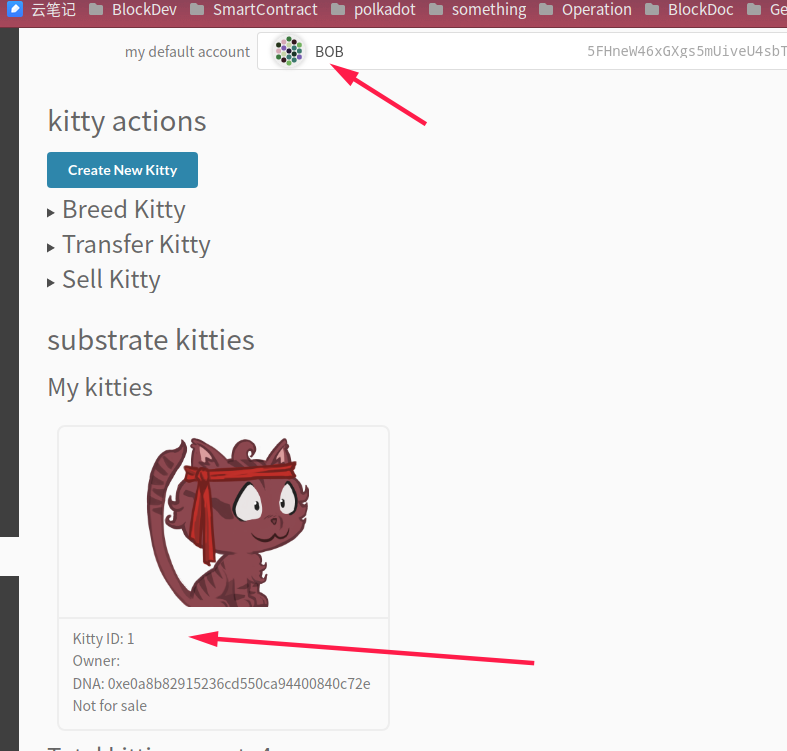 云笔记 BlockDev SmartContract polkadot something Operation BlockDoc Ge
my default account BOB 5FHneW46xGXgs5mUiveU4sbT
kitty actions
Create New Kitty
Breed Kitty
Transfer Kitty
Sell Kitty
substrate kitties
My kitties
Kitty ID: 1
Owner:
DNA: 0xe0a8b82915236cd550ca94400840c72e
Not for sale